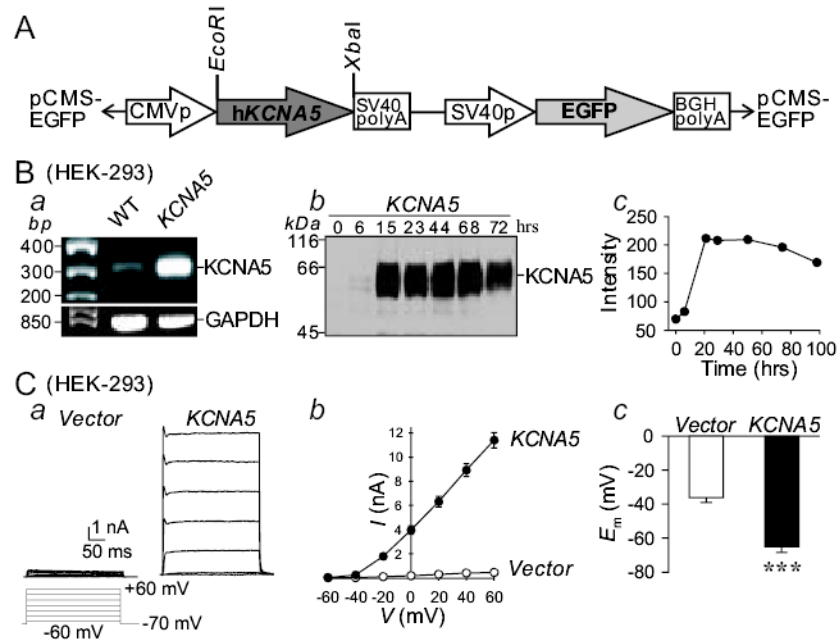 A
EcoRI
XbaI
pCMS-
EGFP
CMVp
hKCNA5
SV40
polyA
SV40p
EGFP
BGH
polyA
pCMS-
EGFP
B (HEK-293)
a
bp
WT
KCNA5
400
300
200
850
KCNA5
GAPDH
b
KCNA5
kDa
0 6 15 23 44 68 72 hrs
116
66
45
KCNA5
c
Intensity
250
200
150
100
50
0 20 40 60 80 100
Time (hrs)
C (HEK-293)
a
Vector
KCNA5
1 nA
50 ms
+60 mV
-70 mV
-60 mV
b
I (nA)
12
10
8
6
4
2
KCNA5
Vector
-60 -40 -20 0 20 40 60
V (mV)
c
Vector KCNA5
Em (mV)
0
-20
-40
-60
-80
***